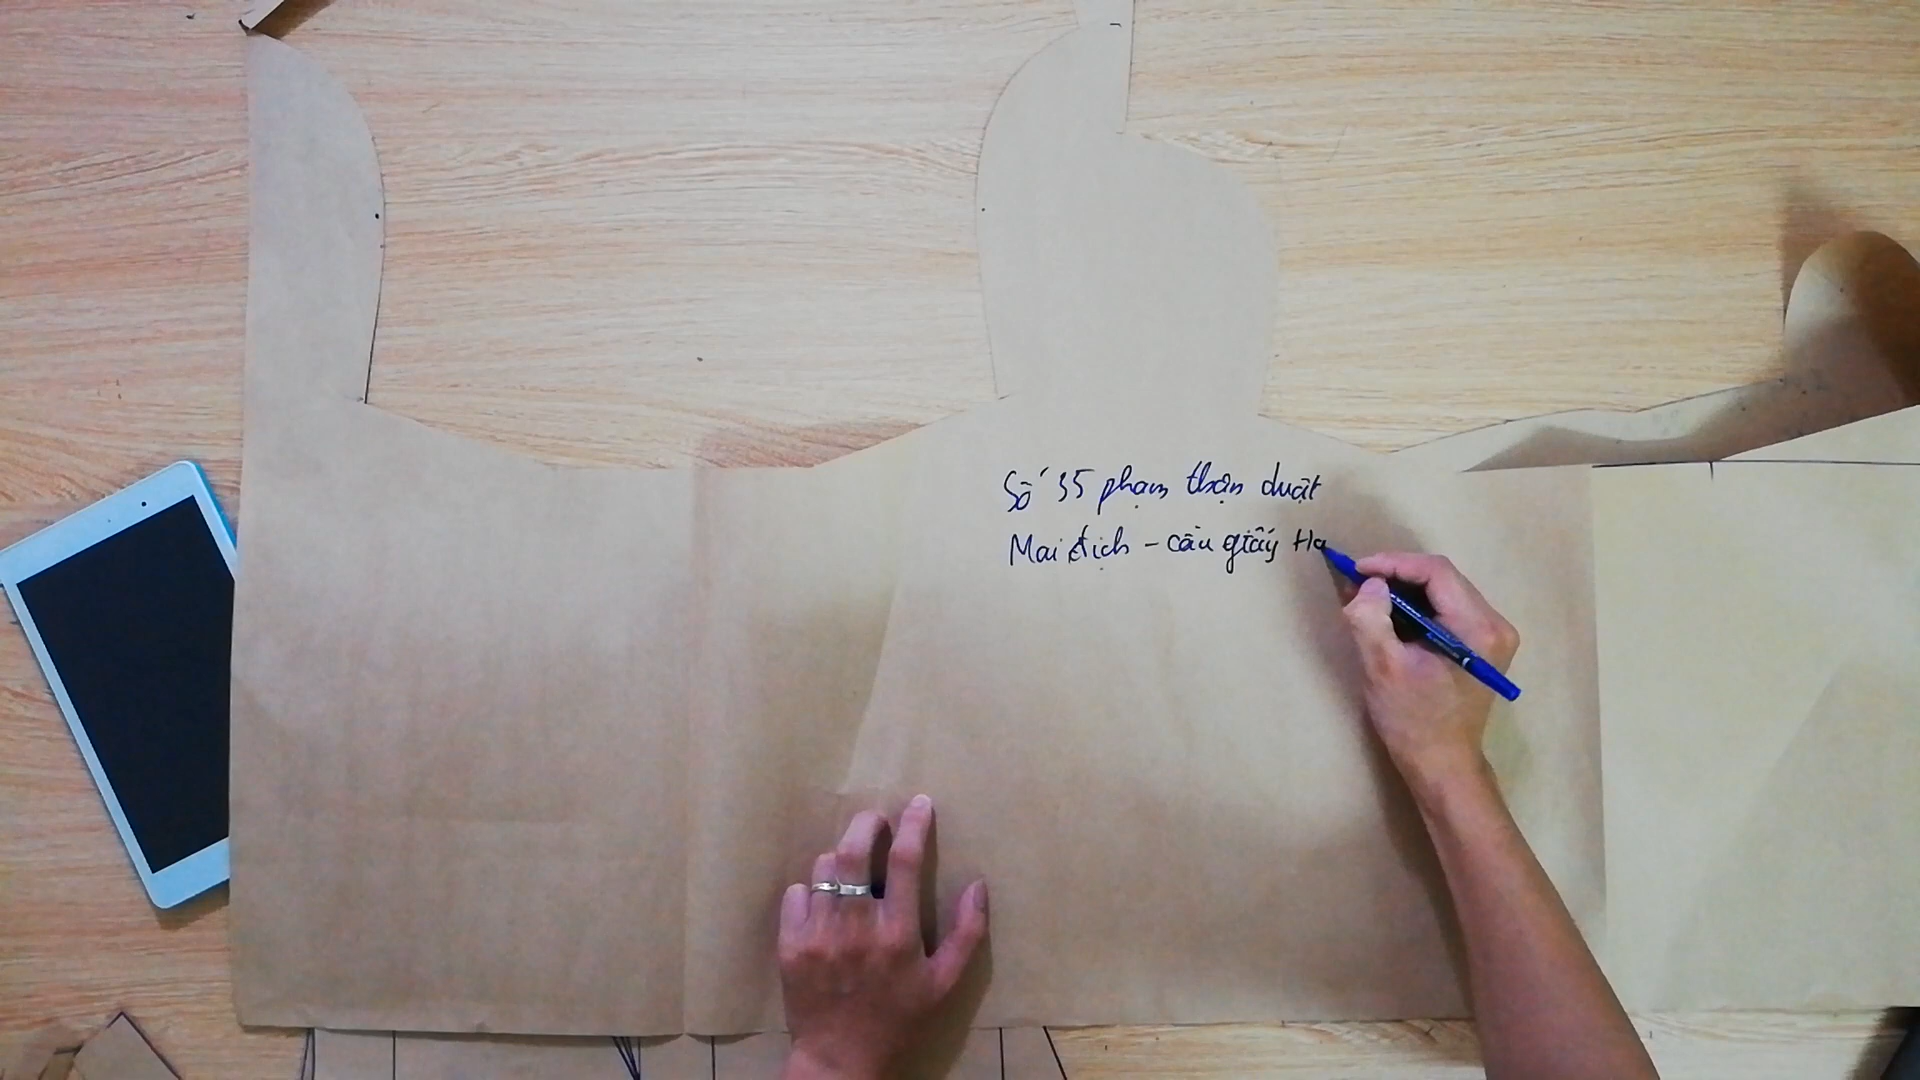 Số 35 phạm thận duật
Mai dịch - cầu giấy Ha